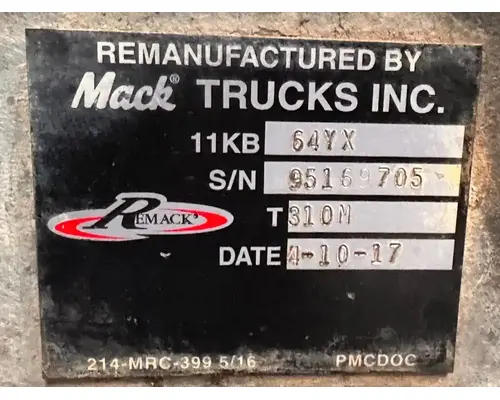 REMANUFACTURED BY
Mack® TRUCKS INC.
11KB 64YX
S/N 95169705
REMACK® T 310M
DATE 4-10-17
214-MRC-399 5/16 PMCDOC